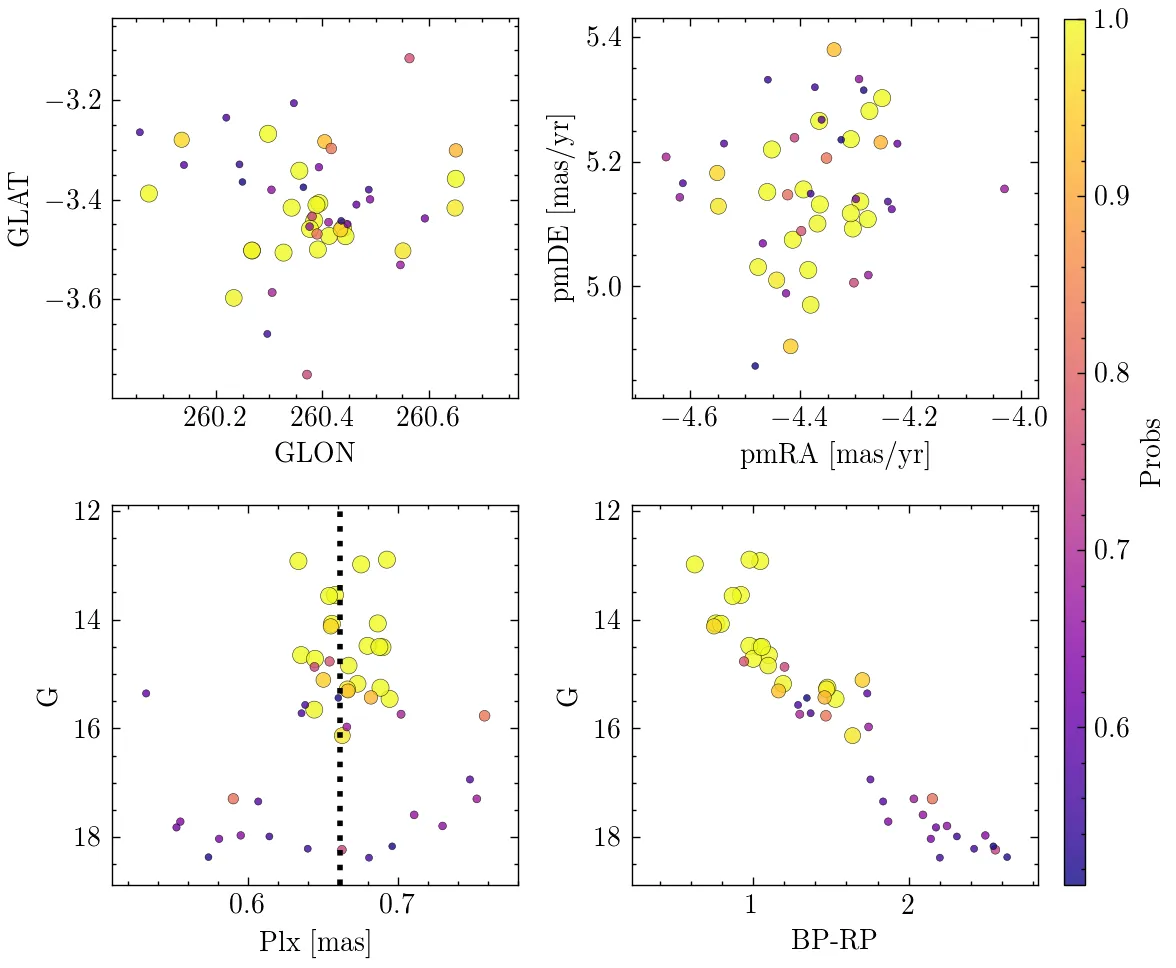 −3.2
−3.4
−3.6
GLAT
260.2 260.4 260.6
GLON
5.4
5.2
5.0
pmDE [mas/yr]
−4.6 −4.4 −4.2 −4.0
pmRA [mas/yr]
12
14
16
18
G
0.6 0.7
Plx [mas]
12
14
16
18
G
1 2
BP-RP
1.0
0.9
0.8
0.7
0.6
Probs